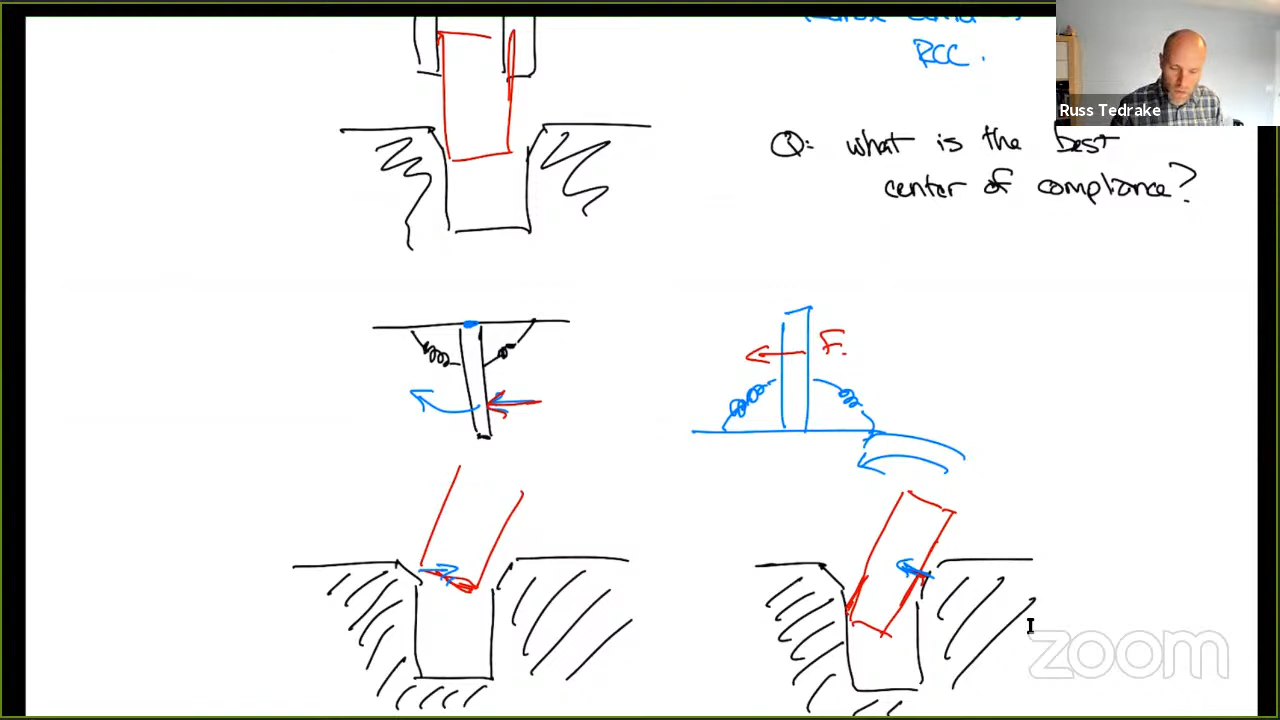 RCC.
Russ Tedrake
Q: what is the best
center of compliance?
F.
zoom